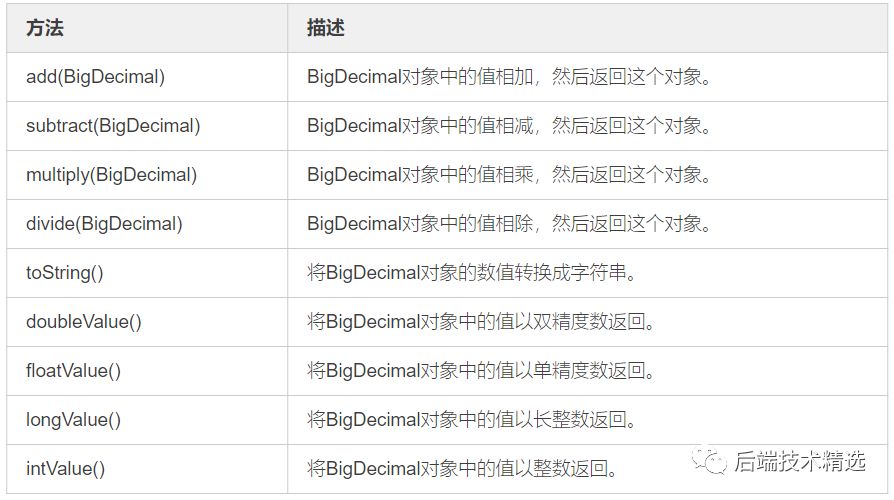 方法 描述
add(BigDecimal) BigDecimal对象中的值相加，然后返回这个对象。
subtract(BigDecimal) BigDecimal对象中的值相减，然后返回这个对象。
multiply(BigDecimal) BigDecimal对象中的值相乘，然后返回这个对象。
divide(BigDecimal) BigDecimal对象中的值相除，然后返回这个对象。
toString() 将BigDecimal对象的数值转换成字符串。
doubleValue() 将BigDecimal对象中的值以双精度数返回。
floatValue() 将BigDecimal对象中的值以单精度数返回。
longValue() 将BigDecimal对象中的值以长整数返回。
intValue() 将BigDecimal对象中的值以整数返回。
后端技术精选